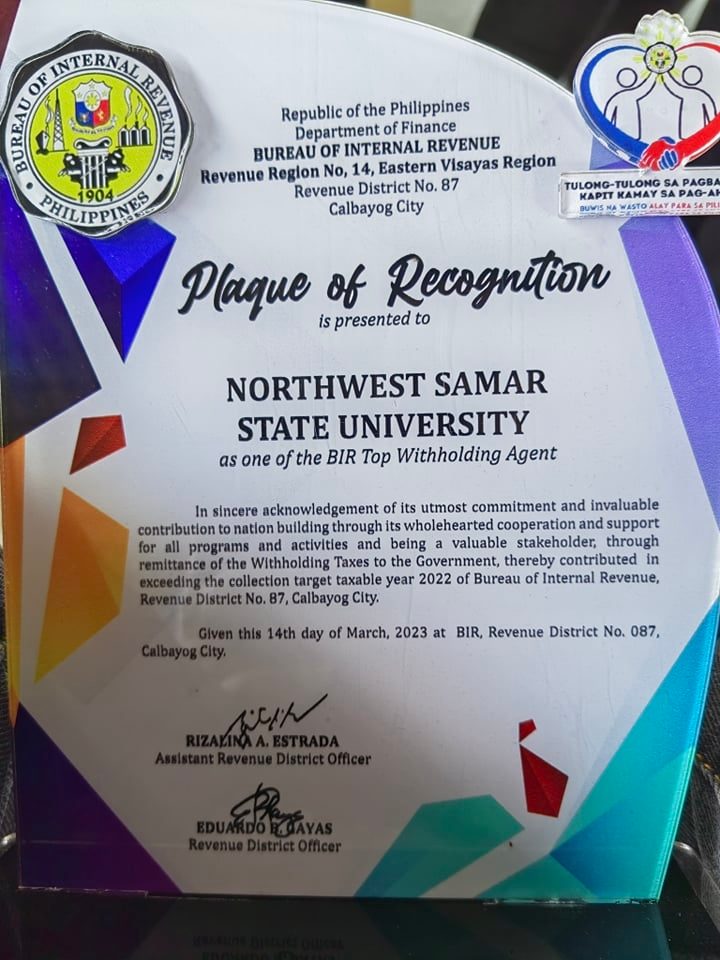 BUREAU OF INTERNAL REVENUE
1904
PHILIPPINES
TULONG-TULONG SA PAGBA
KAPIT KAMAY SA PAG-AH
BUWIS NA WASTO ALAY PARA SA PILI
Republic of the Philippines
Department of Finance
BUREAU OF INTERNAL REVENUE
Revenue Region No, 14, Eastern Visayas Region
Revenue District No. 87
Calbayog City
Plaque of Recognition
is presented to
NORTHWEST SAMAR
STATE UNIVERSITY
as one of the BIR Top Withholding Agent
In sincere acknowledgement of its utmost commitment and invaluable
contribution to nation building through its wholehearted cooperation and support
for all programs and activities and being a valuable stakeholder, through
remittance of the Withholding Taxes to the Government, thereby contributed in
exceeding the collection target taxable year 2022 of Bureau of Internal Revenue,
Revenue District No. 87, Calbayog City.
Given this 14th day of March, 2023 at BIR, Revenue District No. 087,
Calbayog City.
RIZALINA A. ESTRADA
Assistant Revenue District Officer
EDUARDO B. GAYAS
Revenue District Officer